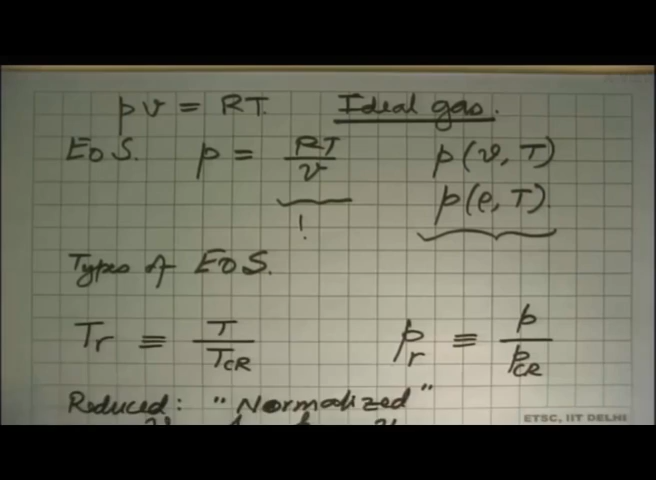 pv = RT. Ideal gas.
EoS. p = RT/v p(v, T)
! p(ρ, T).
Types of EoS.
Tr ≡ T/TCR pr ≡ p/pCR
Reduced: "Normalized"
ETSC, IIT DELHI